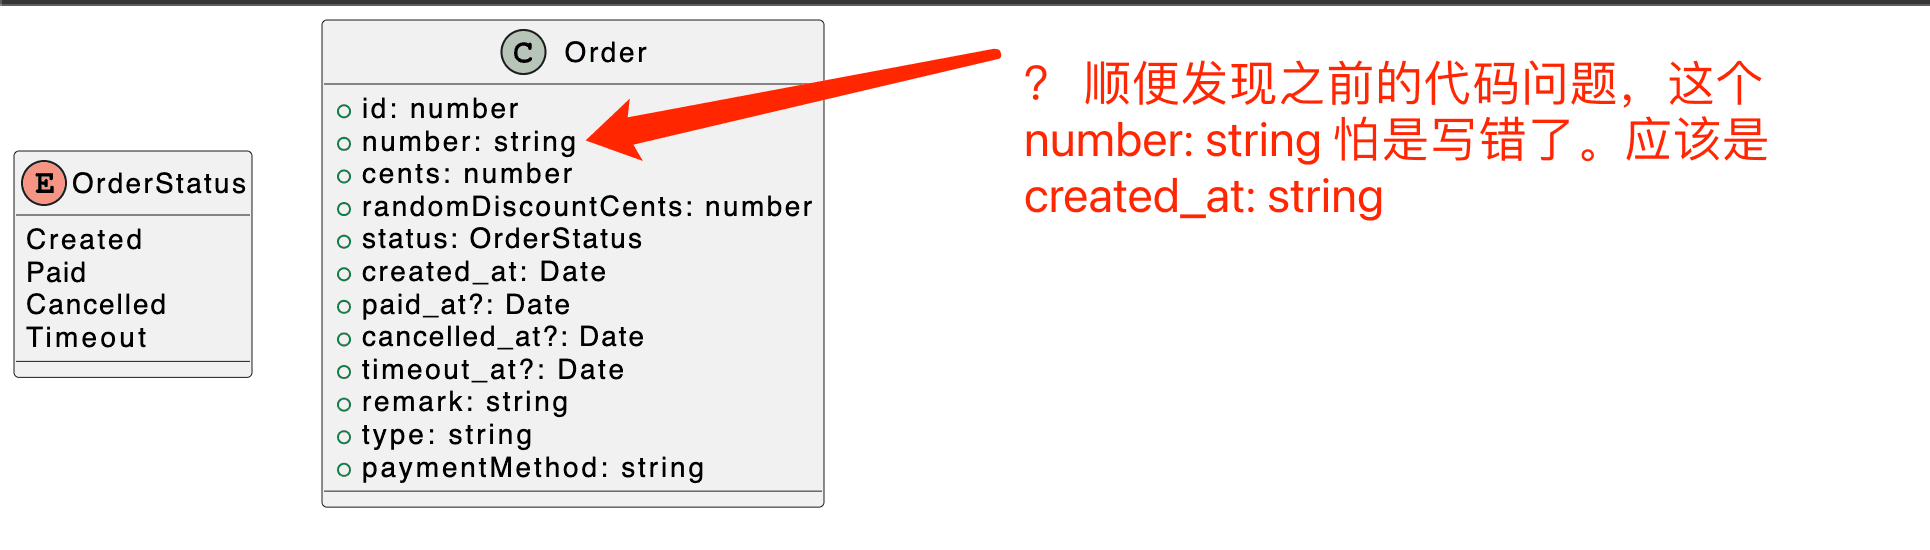 E OrderStatus
Created
Paid
Cancelled
Timeout
C Order
id: number
number: string
cents: number
randomDiscountCents: number
status: OrderStatus
created_at: Date
paid_at?: Date
cancelled_at?: Date
timeout_at?: Date
remark: string
type: string
paymentMethod: string
？ 顺便发现之前的代码问题，这个
number: string 怕是写错了。应该是
created_at: string